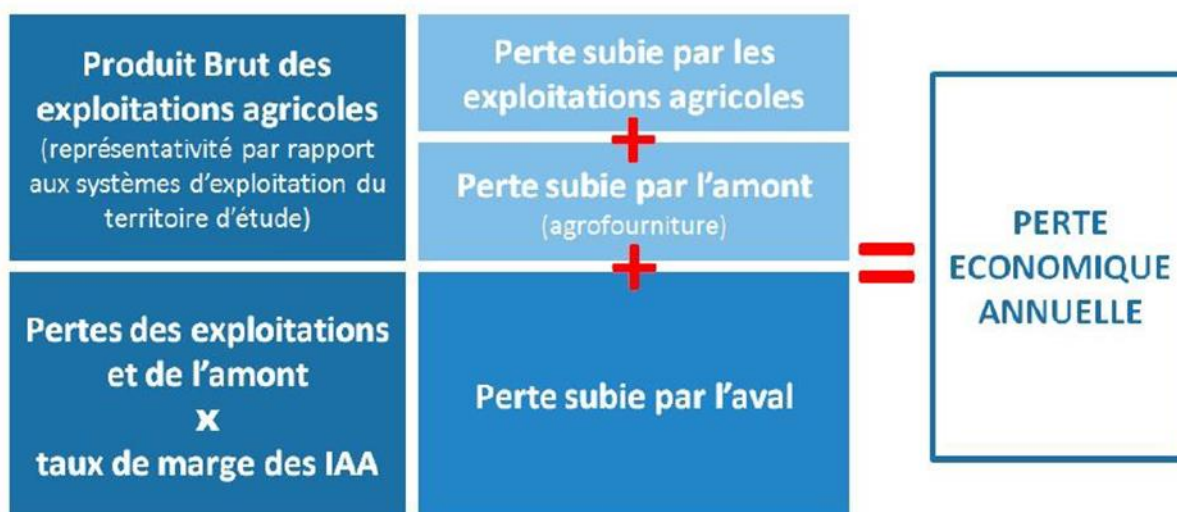 Produit Brut des
exploitations agricoles
(représentativité par rapport
aux systèmes d'exploitation du
territoire d'étude)
Perte subie par les
exploitations agricoles
+
Perte subie par l'amont
(agrofourniture)
+
Pertes des exploitations
et de l'amont
x
taux de marge des IAA
Perte subie par l'aval
=
PERTE
ECONOMIQUE
ANNUELLE